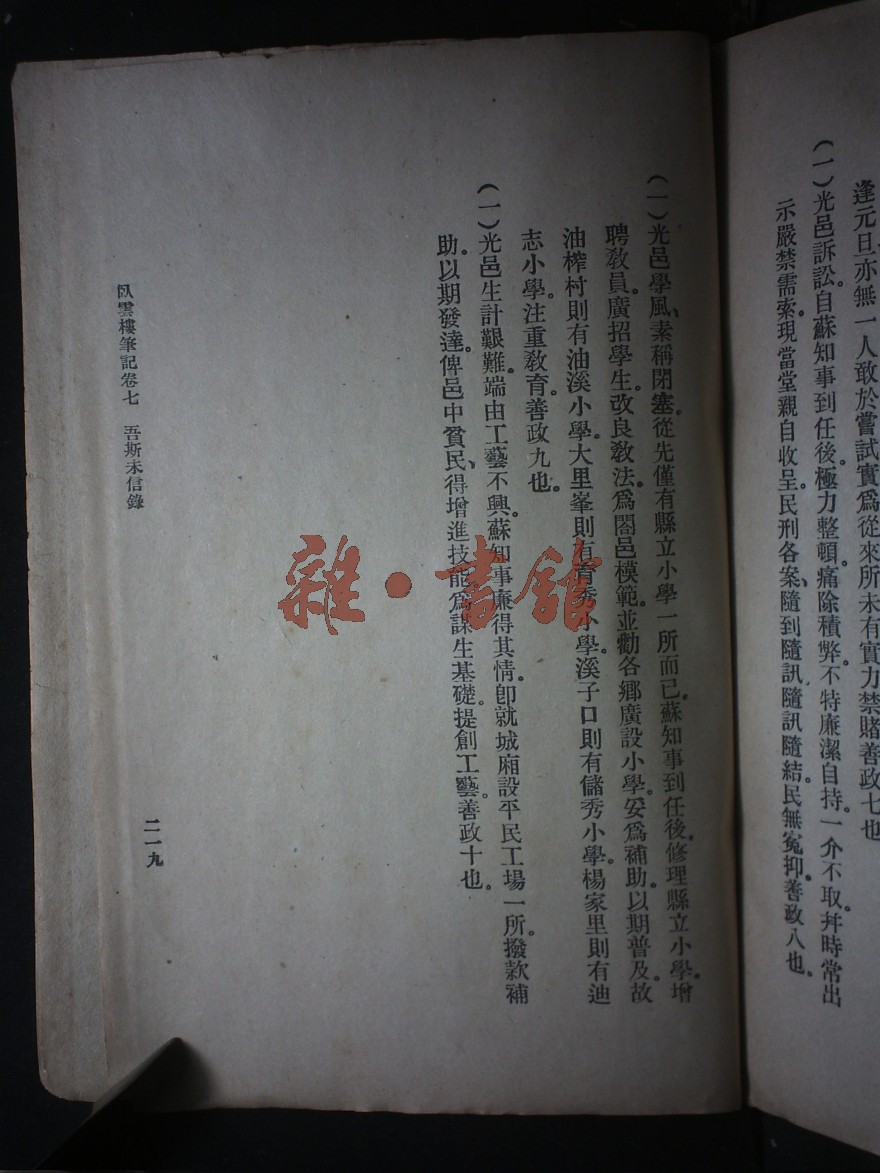 逢元旦亦無一人敢於嘗試實爲從來所未有實力禁賭善政七也
(一)光邑訴訟。自蘇知事到任後。極力整頓。痛除積弊。不特廉潔自持。一介不取。幷時常出
示嚴禁需索。現當堂親自收呈。民刑各案、隨到隨訊隨訊隨結。民無冤抑。善政八也。
(一)光邑學風、素稱閉塞。從先僅有縣立小學一所而已。蘇知事到任後。修理縣立小學。增
聘敎員。廣招學生。改良敎法。爲閤邑模範。並勸各鄕廣設小學。妥爲補助。以期普及。故
油榨村則有油溪小學。大里峯則有育秀小學。溪子口則有儲秀小學。楊家里則有迪
志小學。注重敎育。善政九也。
(一)光邑生計艱難。端由工藝不興。蘇知事廉得其情。卽就城廂設平民工場一所。撥款補
助。以期發達。俾邑中貧民、得增進技能。爲謀生基礎。提創工藝。善政十也。
臥雲樓筆記卷七 吾斯未信錄
二一九
雜·書館